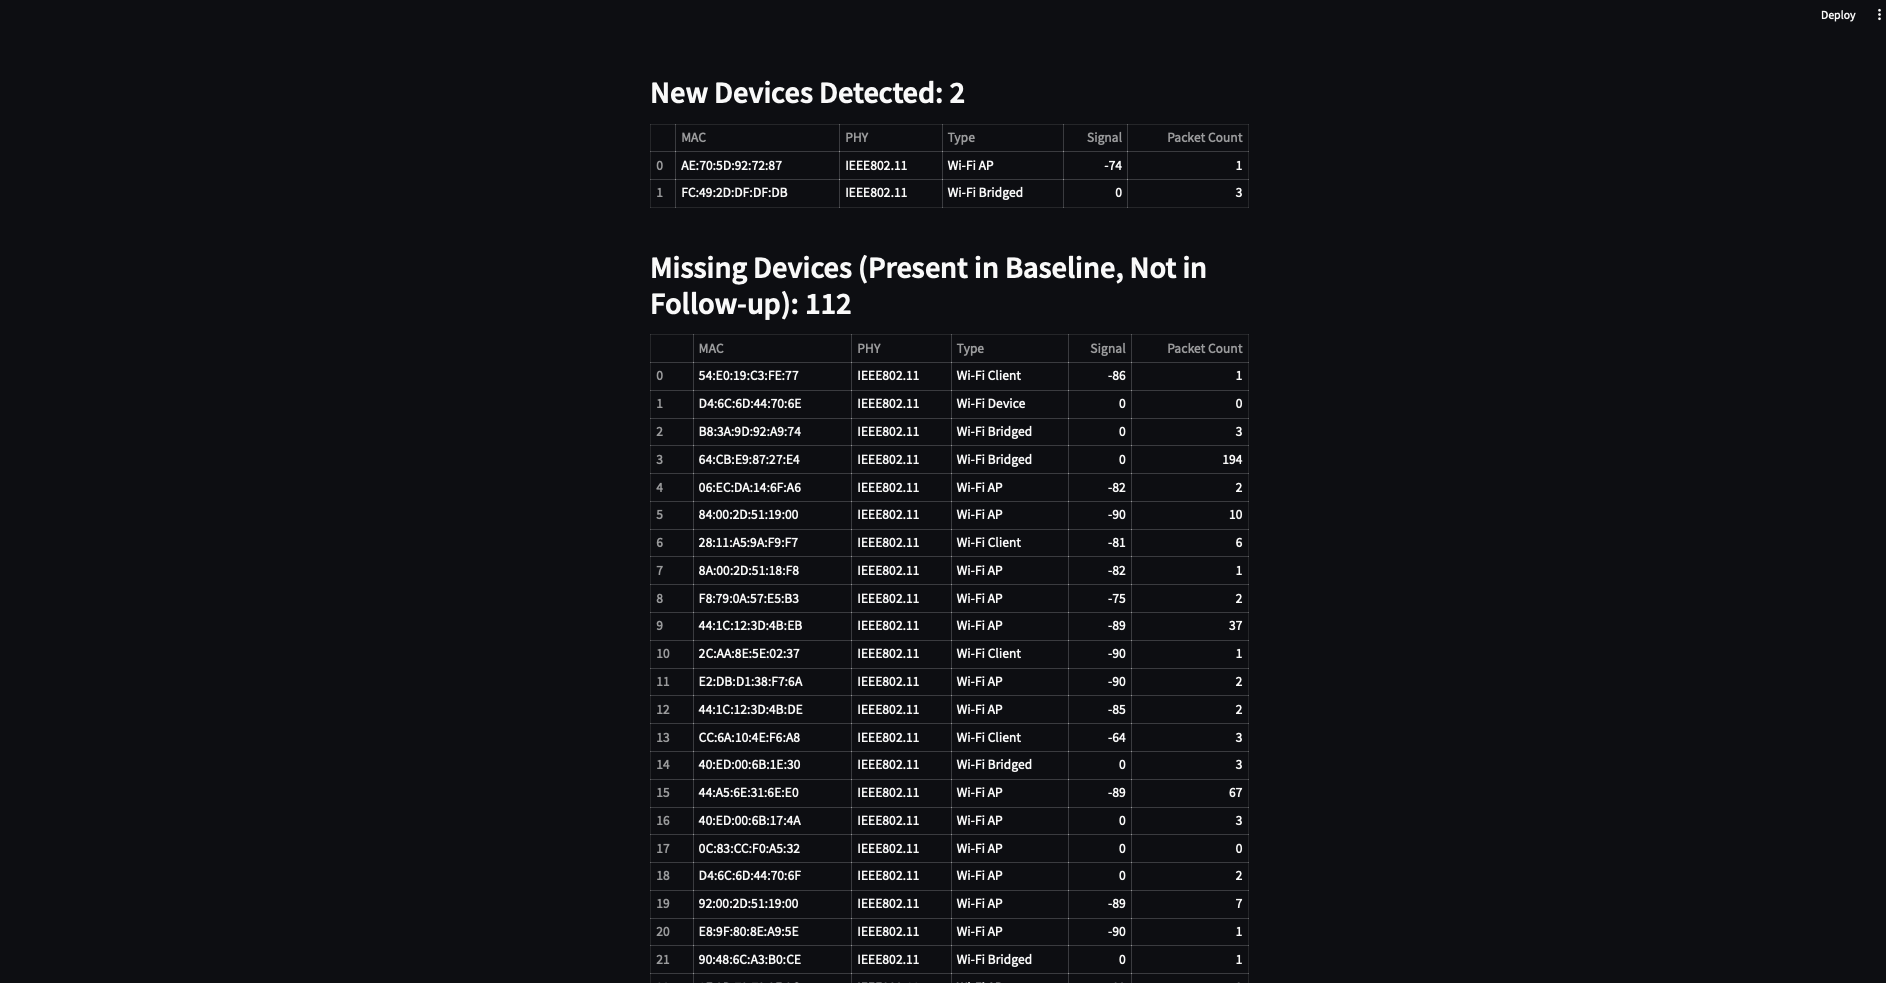 Deploy
New Devices Detected: 2
MAC PHY Type Signal Packet Count
0 AE:70:5D:92:72:87 IEEE802.11 Wi-Fi AP -74 1
1 FC:49:2D:DF:DF:DB IEEE802.11 Wi-Fi Bridged 0 3
Missing Devices (Present in Baseline, Not in
Follow-up): 112
MAC PHY Type Signal Packet Count
0 54:E0:19:C3:FE:77 IEEE802.11 Wi-Fi Client -86 1
1 D4:6C:6D:44:70:6E IEEE802.11 Wi-Fi Device 0 0
2 B8:3A:9D:92:A9:74 IEEE802.11 Wi-Fi Bridged 0 3
3 64:CB:E9:87:27:E4 IEEE802.11 Wi-Fi Bridged 0 194
4 06:EC:DA:14:6F:A6 IEEE802.11 Wi-Fi AP -82 2
5 84:00:2D:51:19:00 IEEE802.11 Wi-Fi AP -90 10
6 28:11:A5:9A:F9:F7 IEEE802.11 Wi-Fi Client -81 6
7 8A:00:2D:51:18:F8 IEEE802.11 Wi-Fi AP -82 1
8 F8:79:0A:57:E5:B3 IEEE802.11 Wi-Fi AP -75 2
9 44:1C:12:3D:4B:EB IEEE802.11 Wi-Fi AP -89 37
10 2C:AA:8E:5E:02:37 IEEE802.11 Wi-Fi Client -90 1
11 E2:DB:D1:38:F7:6A IEEE802.11 Wi-Fi AP -90 2
12 44:1C:12:3D:4B:DE IEEE802.11 Wi-Fi AP -85 2
13 CC:6A:10:4E:F6:A8 IEEE802.11 Wi-Fi Client -64 3
14 40:ED:00:6B:1E:30 IEEE802.11 Wi-Fi Bridged 0 3
15 44:A5:6E:31:6E:E0 IEEE802.11 Wi-Fi AP -89 67
16 40:ED:00:6B:17:4A IEEE802.11 Wi-Fi AP 0 3
17 0C:83:CC:F0:A5:32 IEEE802.11 Wi-Fi AP 0 0
18 D4:6C:6D:44:70:6F IEEE802.11 Wi-Fi AP 0 2
19 92:00:2D:51:19:00 IEEE802.11 Wi-Fi AP -89 7
20 E8:9F:80:8E:A9:5E IEEE802.11 Wi-Fi AP -90 1
21 90:48:6C:A3:B0:CE IEEE802.11 Wi-Fi Bridged 0 1